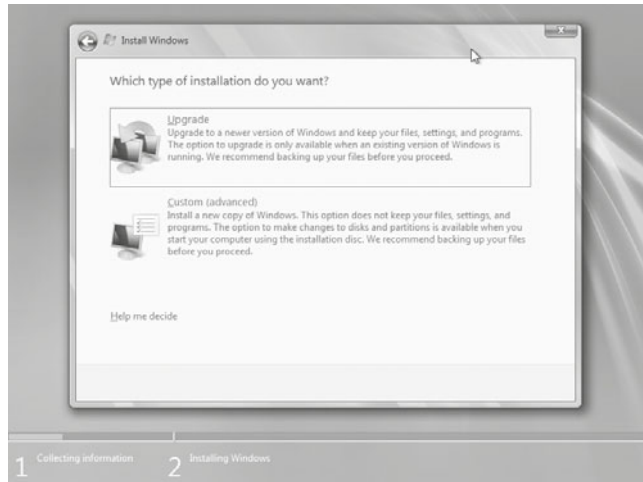 Install Windows
Which type of installation do you want?
Upgrade
Upgrade to a newer version of Windows and keep your files, settings, and programs.
The option to upgrade is only available when an existing version of Windows is
running. We recommend backing up your files before you proceed.
Custom (advanced)
Install a new copy of Windows. This option does not keep your files, settings, and
programs. The option to make changes to disks and partitions is available when you
start your computer using the installation disc. We recommend backing up your files
before you proceed.
Help me decide
1 Collecting information
2 Installing Windows